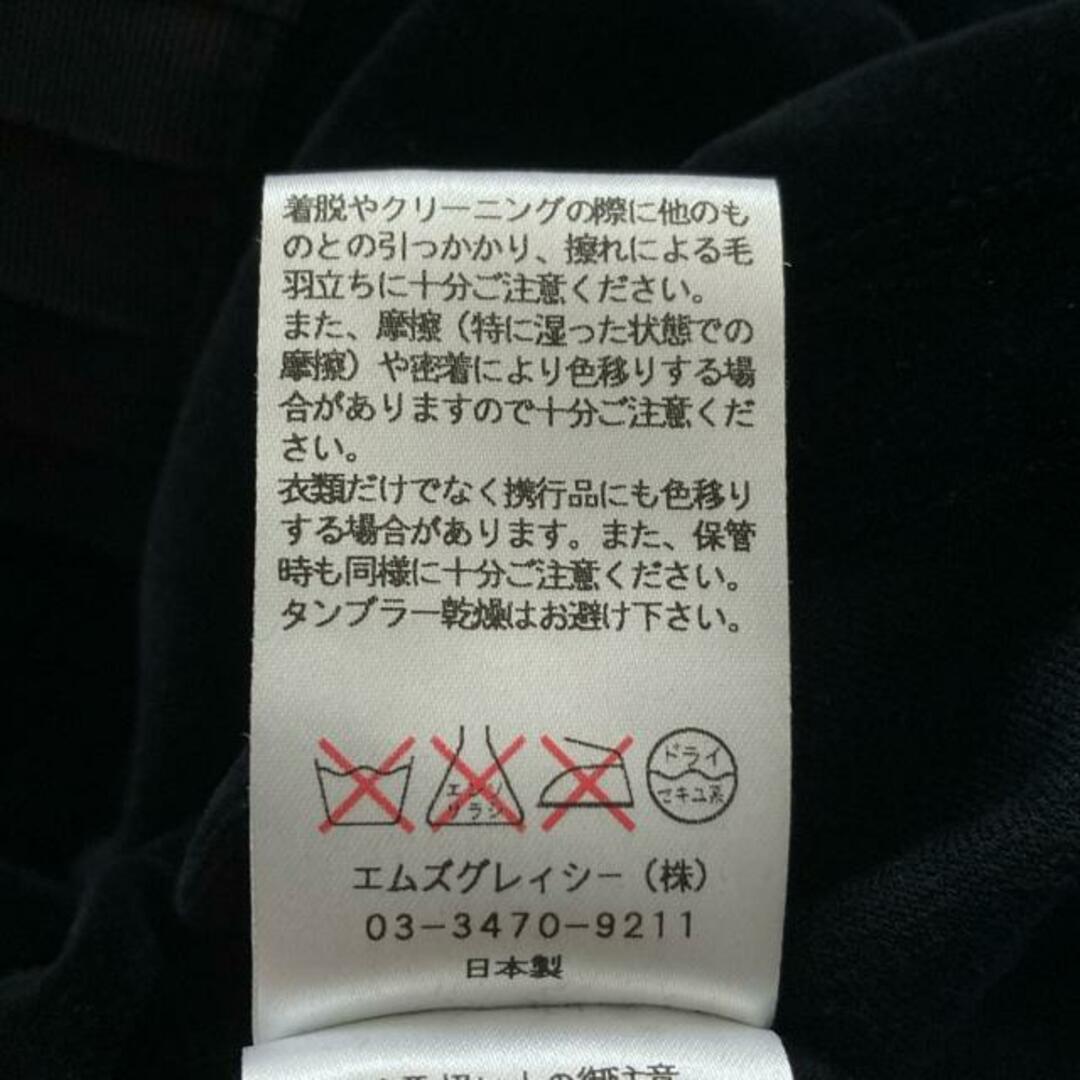 着脱やクリーニングの際に他のも
のとの引っかかり、擦れによる毛
羽立ちに十分ご注意ください。
また、摩擦（特に湿った状態での
摩擦）や密着により色移りする場
合がありますので十分ご注意くだ
さい。
衣類だけでなく携行品にも色移り
する場合があります。また、保管
時も同様に十分ご注意ください。
タンブラー乾燥はお避け下さい。
エンソ
サラシ
ドライ
セキユ系
エムズグレィシー（株）
03-3470-9211
日本製